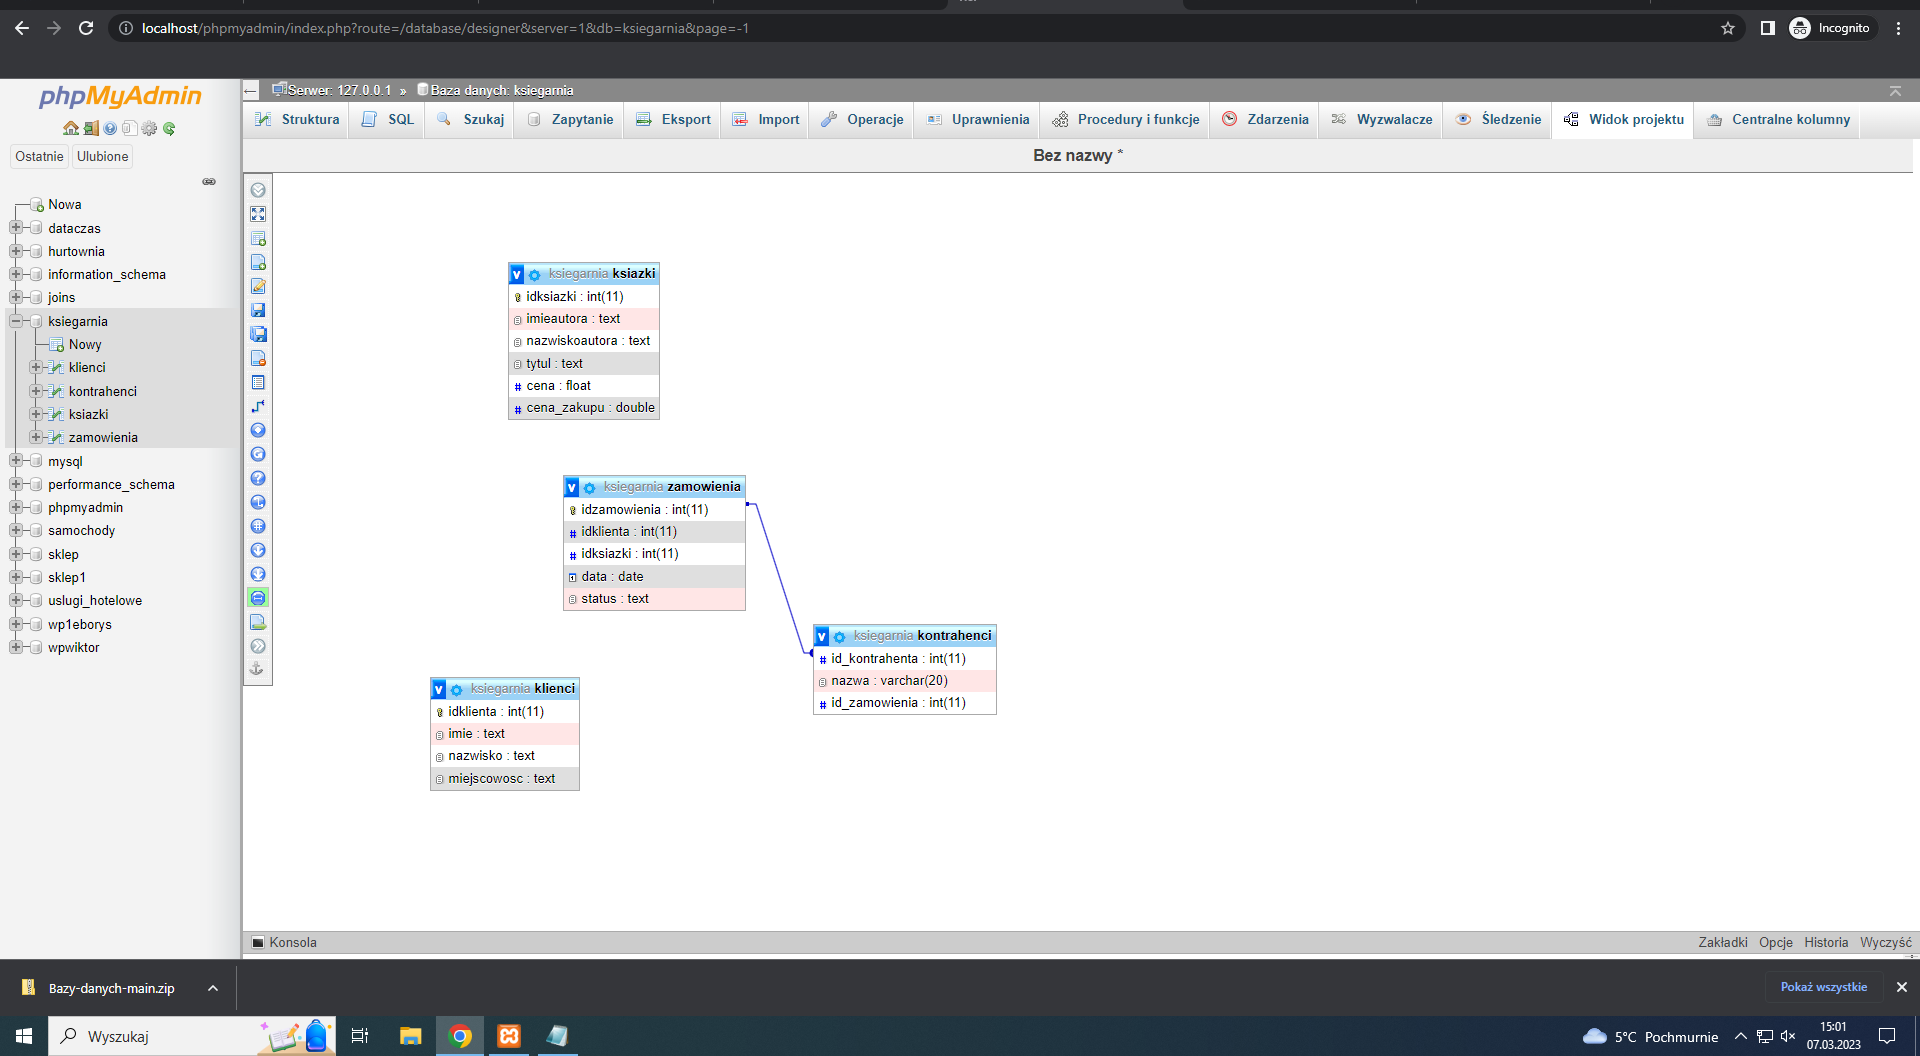 localhost/phpmyadmin/index.php?route=/database/designer&server=1&db=ksiegarnia&page=-1
Incognito
phpMyAdmin
Ostatnie
Ulubione
Nowa
dataczas
hurtownia
information_schema
joins
ksiegarnia
Nowy
klienci
kontrahenci
ksiazki
zamowienia
mysql
performance_schema
phpmyadmin
samochody
sklep
sklep1
uslugi_hotelowe
wp1eborys
wpwiktor
Serwer: 127.0.0.1 » Baza danych: ksiegarnia
Struktura
SQL
Szukaj
Zapytanie
Eksport
Import
Operacje
Uprawnienia
Procedury i funkcje
Zdarzenia
Wyzwalacze
Śledzenie
Widok projektu
Centralne kolumny
Bez nazwy *
v ksiegarnia ksiazki
idksiazki : int(11)
imieautora : text
nazwiskoautora : text
tytul : text
# cena : float
# cena_zakupu : double
v ksiegarnia zamowienia
idzamowienia : int(11)
# idklienta : int(11)
# idksiazki : int(11)
data : date
status : text
v ksiegarnia kontrahenci
# id_kontrahenta : int(11)
nazwa : varchar(20)
# id_zamowienia : int(11)
v ksiegarnia klienci
idklienta : int(11)
imie : text
nazwisko : text
miejscowosc : text
Konsola
Zakładki
Opcje
Historia
Wyczyść
Bazy-danych-main.zip
Pokaż wszystkie
Wyszukaj
5°C Pochmurnie
15:01
07.03.2023